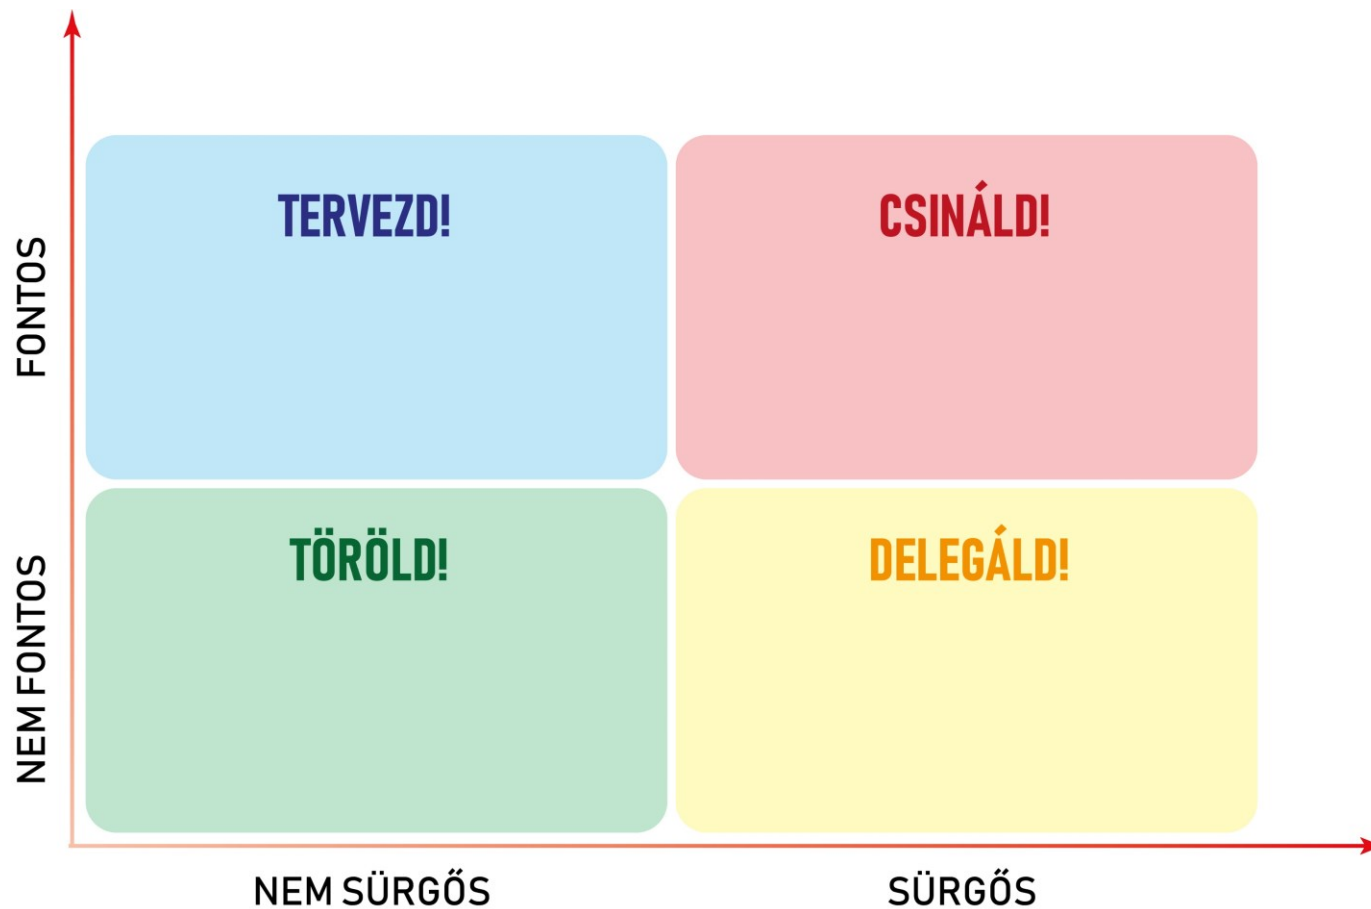 FONTOS
TERVEZD!
CSINÁLD!
NEM FONTOS
TÖRÖLD!
DELEGÁLD!
NEM SÜRGŐS
SÜRGŐS